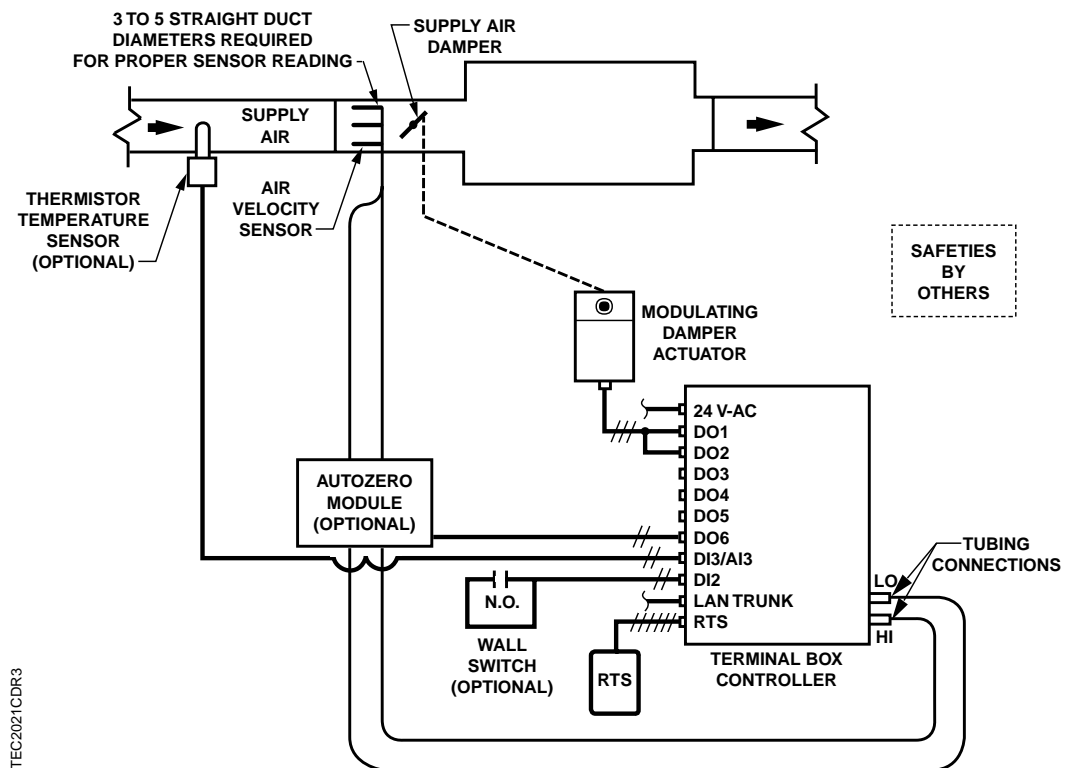 3 TO 5 STRAIGHT DUCT
DIAMETERS REQUIRED
FOR PROPER SENSOR READING
SUPPLY AIR
DAMPER
SUPPLY
AIR
THERMISTOR
TEMPERATURE
SENSOR
(OPTIONAL)
AIR
VELOCITY
SENSOR
SAFETIES
BY
OTHERS
MODULATING
DAMPER
ACTUATOR
24 V-AC
DO1
DO2
DO3
DO4
DO5
DO6
DI3/AI3
DI2
LAN TRUNK
RTS
AUTOZERO
MODULE
(OPTIONAL)
N.O.
WALL
SWITCH
(OPTIONAL)
RTS
TERMINAL BOX
CONTROLLER
LO
HI
TUBING
CONNECTIONS
TEC2021CDR3